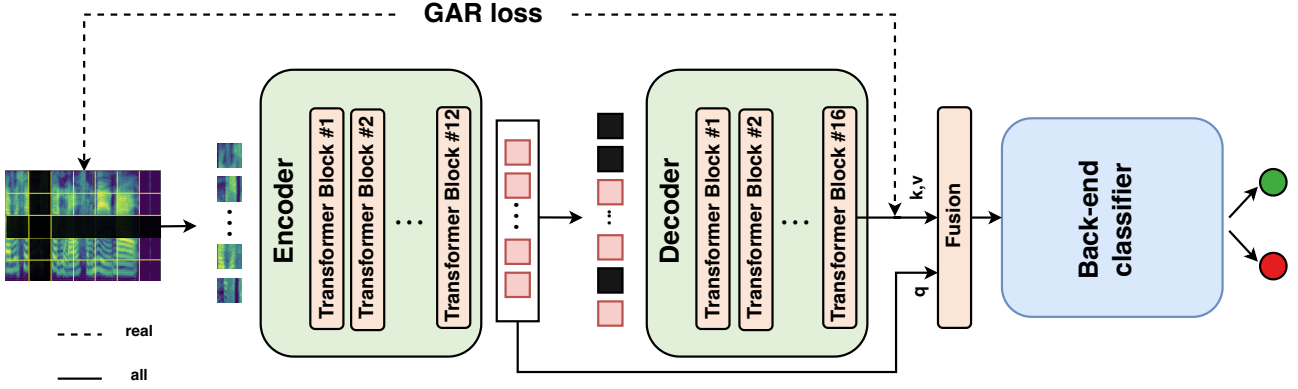 GAR loss
Encoder
Transformer Block #1
Transformer Block #2
...
Transformer Block #12
Decoder
Transformer Block #1
Transformer Block #2
...
Transformer Block #16
k,v
q
Fusion
Back-end
classifier
real
all